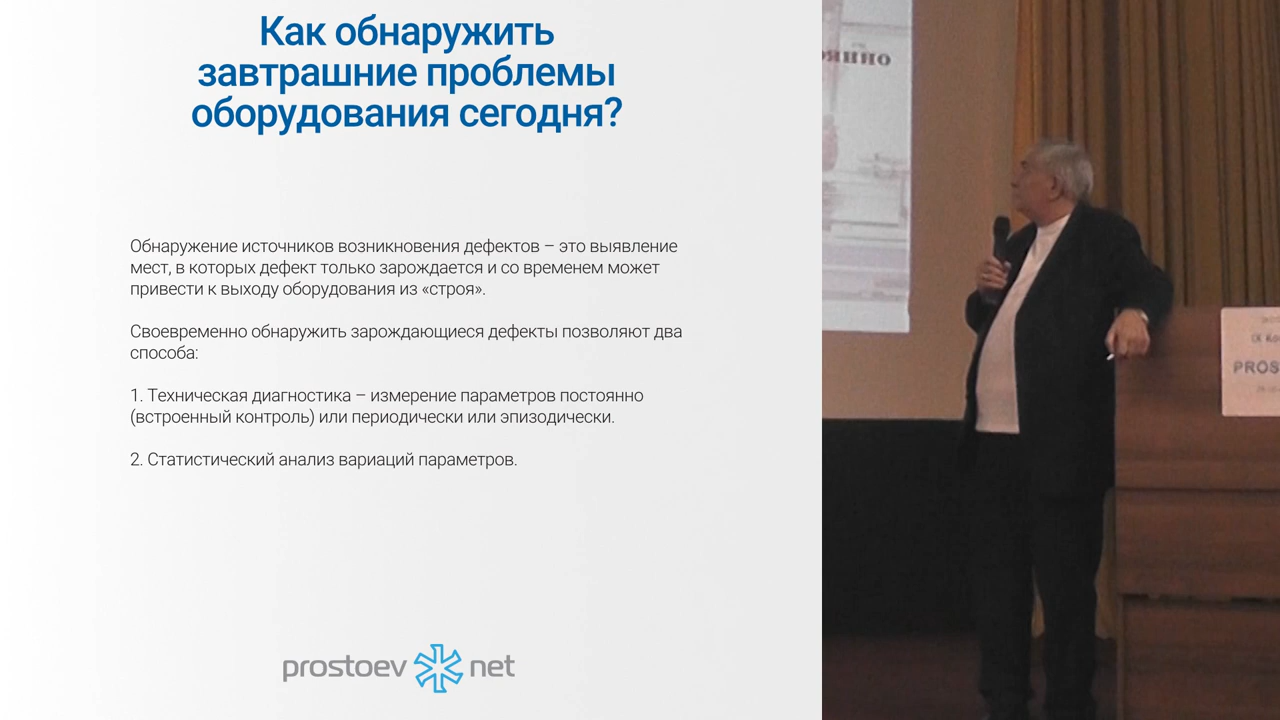 Как обнаружить
завтрашние проблемы
оборудования сегодня?
Обнаружение источников возникновения дефектов – это выявление
мест, в которых дефект только зарождается и со временем может
привести к выходу оборудования из «строя».
Своевременно обнаружить зарождающиеся дефекты позволяют два
способа:
1. Техническая диагностика – измерение параметров постоянно
(встроенный контроль) или периодически или эпизодически.
2. Статистический анализ вариаций параметров.
prostoev net
PROS